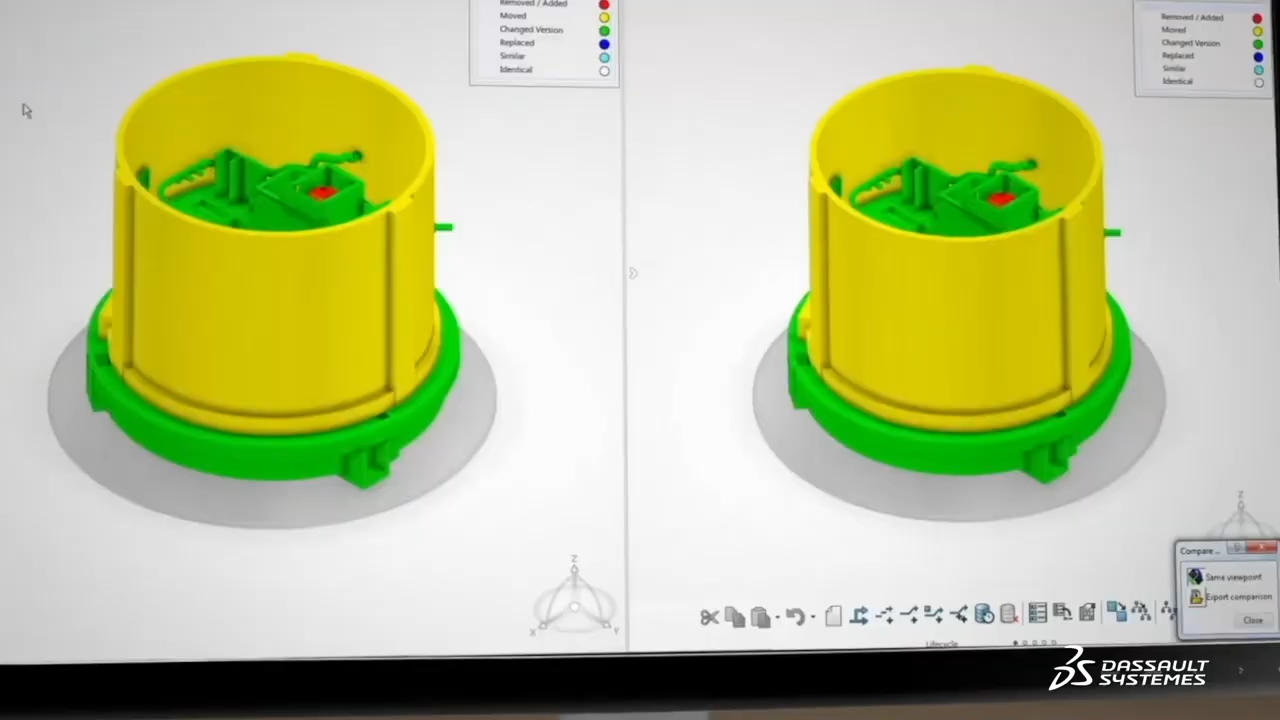 Removed / Added
Moved
Changed Version
Replaced
Similar
Identical
Removed / Added
Moved
Changed Version
Replaced
Similar
Identical
Z
X
Y
Z
Compare ...
Same viewpoint
Export comparison
Close
Lifecycle
DASSAULT
SYSTEMES